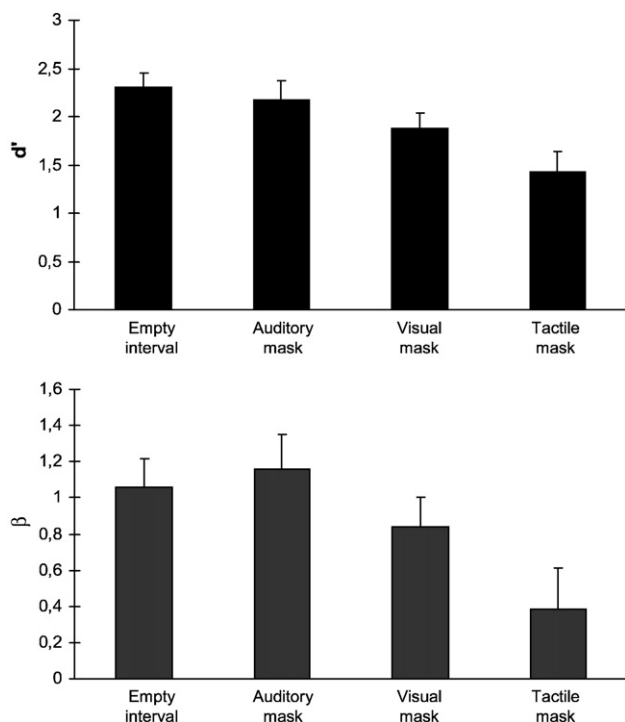 3
2,5
2
1,5
1
0,5
0
d'
Empty interval
Auditory mask
Visual mask
Tactile mask
1,6
1,4
1,2
1
0,8
0,6
0,4
0,2
0
β
Empty interval
Auditory mask
Visual mask
Tactile mask